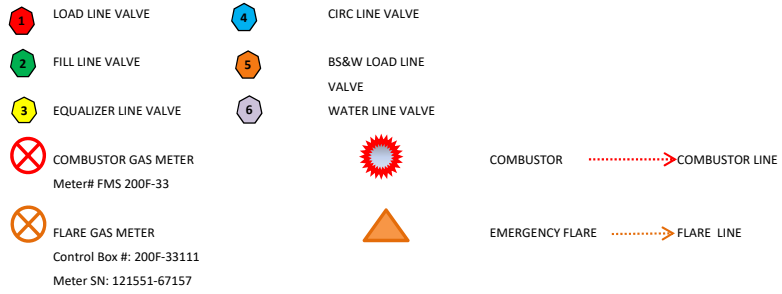 1 LOAD LINE VALVE 4 CIRC LINE VALVE
2 FILL LINE VALVE 5 BS&W LOAD LINE
VALVE
3 EQUALIZER LINE VALVE 6 WATER LINE VALVE
COMBUSTOR GAS METER COMBUSTOR COMBUSTOR LINE
Meter# FMS 200F-33
FLARE GAS METER EMERGENCY FLARE FLARE LINE
Control Box #: 200F-33111
Meter SN: 121551-67157